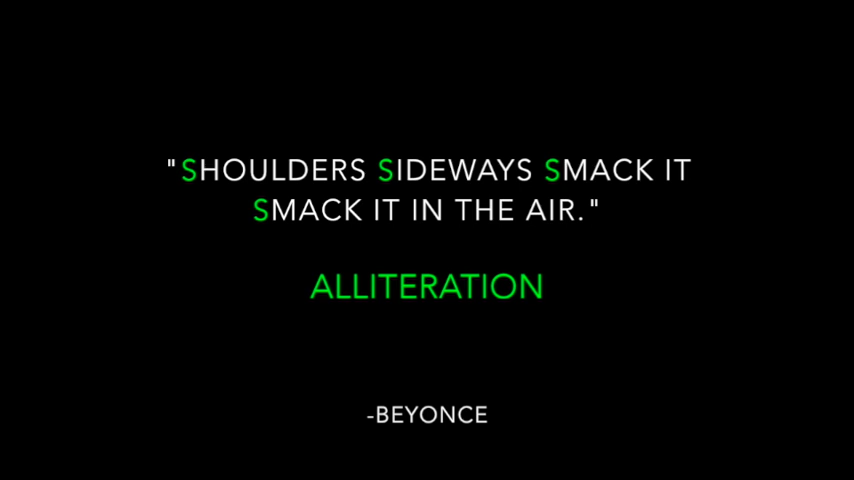 "SHOULDERS SIDEWAYS SMACK IT
SMACK IT IN THE AIR."
ALLITERATION
-BEYONCE